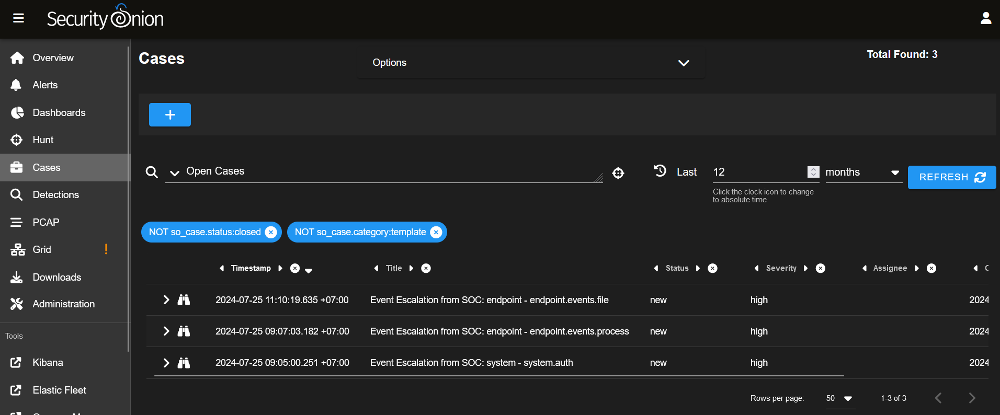 Security Onion
Overview
Alerts
Dashboards
Hunt
Cases
Detections
PCAP
Grid !
Downloads
Administration
Tools
Kibana
Elastic Fleet
Cases
Options
Total Found: 3
+
Open Cases
Last 12 months
REFRESH
Click the clock icon to change
to absolute time
NOT so_case.status:closed NOT so_case.category:template
Timestamp Title Status Severity Assignee
2024-07-25 11:10:19.635 +07:00 Event Escalation from SOC: endpoint - endpoint.events.file new high 2024
2024-07-25 09:07:03.182 +07:00 Event Escalation from SOC: endpoint - endpoint.events.process new high 2024
2024-07-25 09:05:00.251 +07:00 Event Escalation from SOC: system - system.auth new high 2024
Rows per page: 50 1-3 of 3